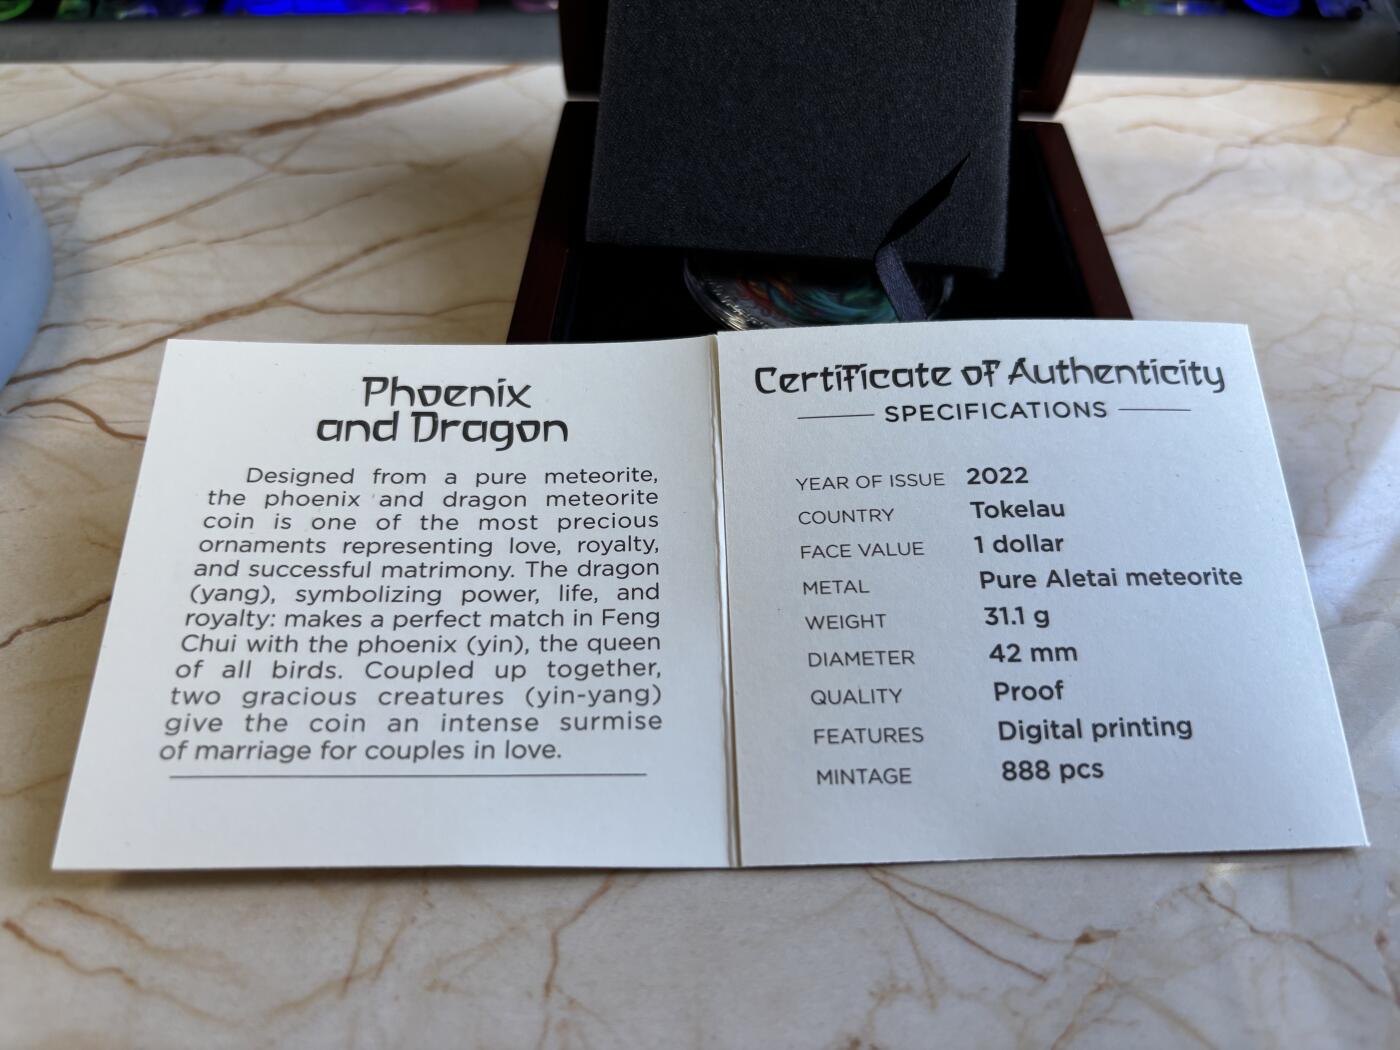 Phoenix
and Dragon
Designed from a pure meteorite,
the phoenix and dragon meteorite
coin is one of the most precious
ornaments representing love, royalty,
and successful matrimony. The dragon
(yang), symbolizing power, life, and
royalty: makes a perfect match in Feng
Chui with the phoenix (yin), the queen
of all birds. Coupled up together,
two gracious creatures (yin-yang)
give the coin an intense surmise
of marriage for couples in love.
Certificate of Authenticity
SPECIFICATIONS
YEAR OF ISSUE 2022
COUNTRY Tokelau
FACE VALUE 1 dollar
METAL Pure Aletai meteorite
WEIGHT 31.1 g
DIAMETER 42 mm
QUALITY Proof
FEATURES Digital printing
MINTAGE 888 pcs